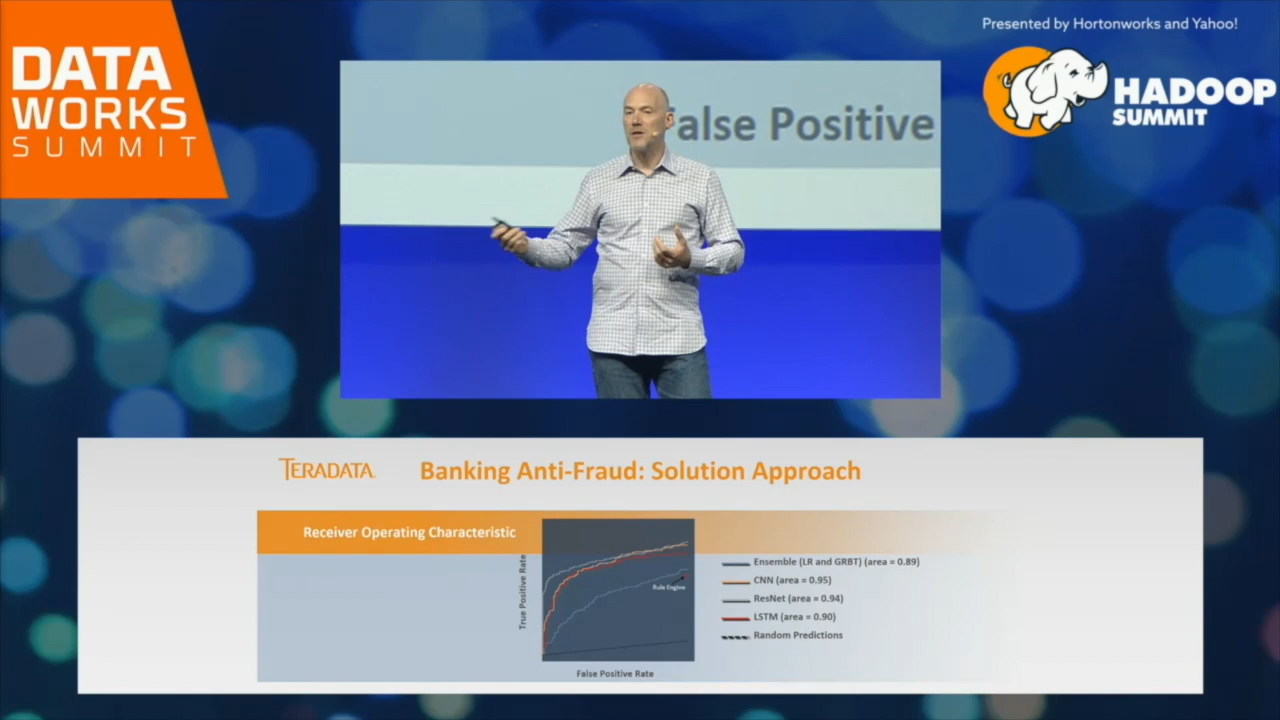 DATA
WORKS
SUMMIT
Presented by Hortonworks and Yahoo!
HADOOP
SUMMIT
False Positive
TERADATA
Banking Anti-Fraud: Solution Approach
Receiver Operating Characteristic
True Positive Rate
Rule Engine
False Positive Rate
Ensemble (LR and GRBT) (area = 0.89)
CNN (area = 0.95)
ResNet (area = 0.94)
LSTM (area = 0.90)
Random Predictions